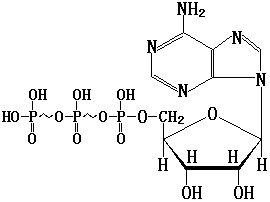 NH2
N N
N N
OH OH OH O
HO-P~O-P~O-P-O-CH2
O O O H H H H
OH OH